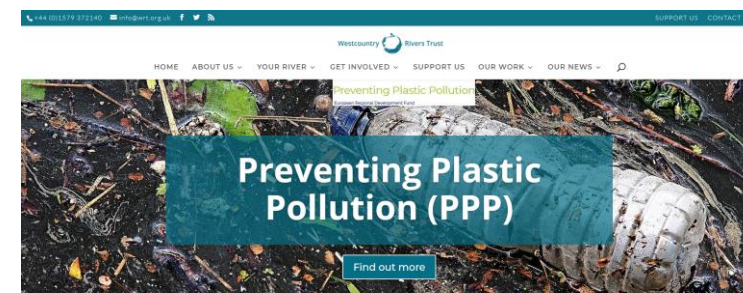 +44 (0)1579 372140 info@wrt.org.uk SUPPORT US CONTACT
Westcountry Rivers Trust
HOME ABOUT US YOUR RIVER GET INVOLVED SUPPORT US OUR WORK OUR NEWS
Preventing Plastic Pollution
European Regional Development Fund
Preventing Plastic
Pollution (PPP)
Find out more